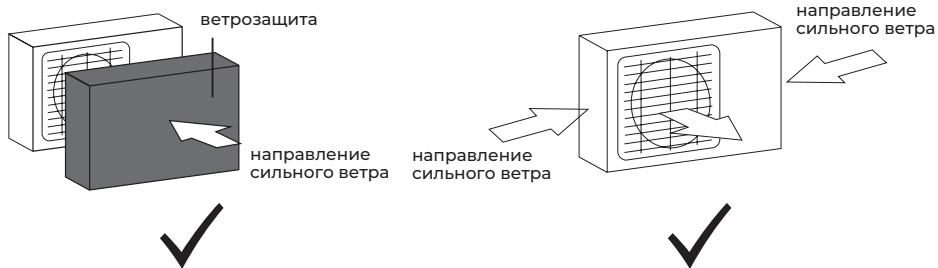 ветрозащита
направление
сильного ветра
направление
сильного ветра
направление
сильного ветра